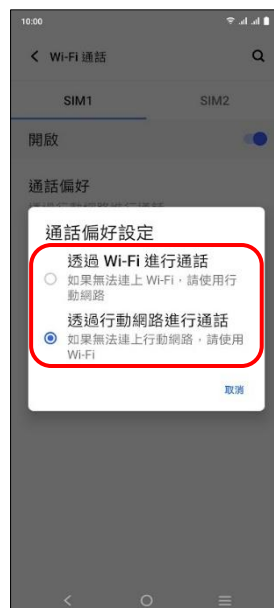 10:00
Wi-Fi 通話
SIM1 SIM2
開啟
通話偏好
通話偏好設定
透過 Wi-Fi 進行通話
如果無法連上 Wi-Fi，請使用行
動網路
透過行動網路進行通話
如果無法連上行動網路，請使用
Wi-Fi
取消